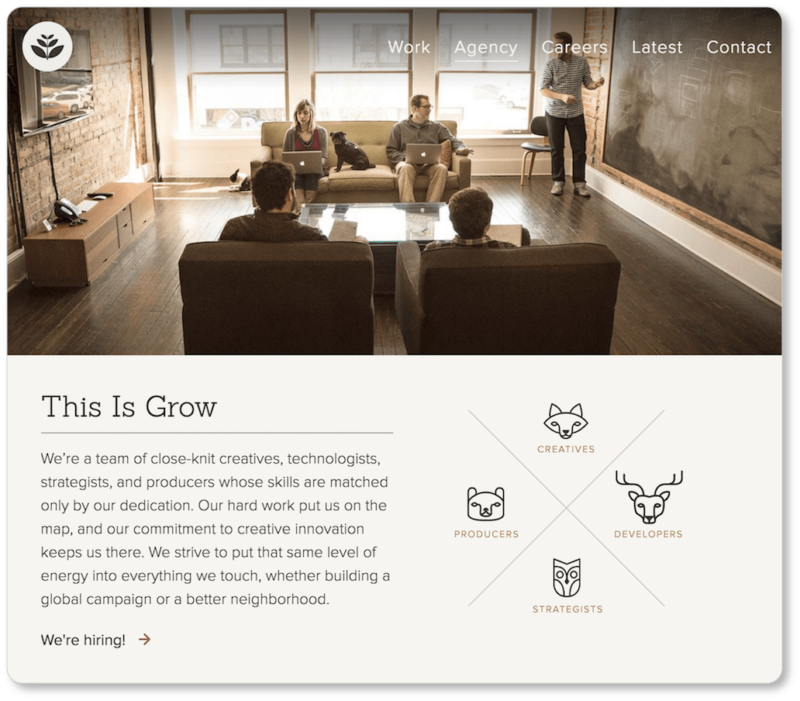 Work Agency Careers Latest Contact
This Is Grow
We’re a team of close-knit creatives, technologists,
strategists, and producers whose skills are matched
only by our dedication. Our hard work put us on the
map, and our commitment to creative innovation
keeps us there. We strive to put that same level of
energy into everything we touch, whether building a
global campaign or a better neighborhood.
We're hiring!
CREATIVES
PRODUCERS
DEVELOPERS
STRATEGISTS